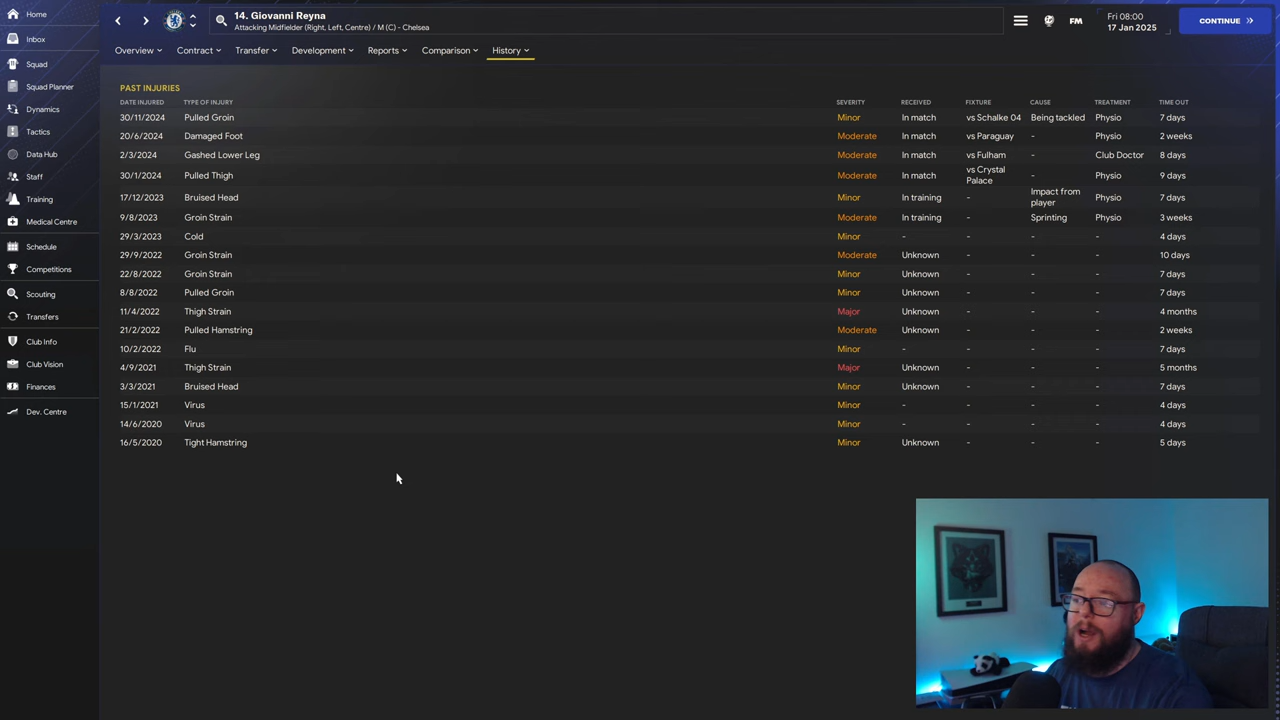 Home
Inbox
Squad
Squad Planner
Dynamics
Tactics
Data Hub
Staff
Training
Medical Centre
Schedule
Competitions
Scouting
Transfers
Club Info
Club Vision
Finances
Dev. Centre
14. Giovanni Reyna
Attacking Midfielder (Right, Left, Centre) / M (C) - Chelsea
FM
Fri 08:00
17 Jan 2025
CONTINUE
Overview Contract Transfer Development Reports Comparison History
PAST INJURIES
DATE INJURED TYPE OF INJURY SEVERITY RECEIVED FIXTURE CAUSE TREATMENT TIME OUT
30/11/2024 Pulled Groin Minor In match vs Schalke 04 Being tackled Physio 7 days
20/6/2024 Damaged Foot Moderate In match vs Paraguay - Physio 2 weeks
2/3/2024 Gashed Lower Leg Moderate In match vs Fulham - Club Doctor 8 days
30/1/2024 Pulled Thigh Moderate In match vs Crystal Palace - Physio 9 days
17/12/2023 Bruised Head Minor In training - Impact from player Physio 7 days
9/8/2023 Groin Strain Moderate In training - Sprinting Physio 3 weeks
29/3/2023 Cold Minor - - - - 4 days
29/9/2022 Groin Strain Moderate Unknown - - - 10 days
22/8/2022 Groin Strain Minor Unknown - - - 7 days
8/8/2022 Pulled Groin Minor Unknown - - - 7 days
11/4/2022 Thigh Strain Major Unknown - - - 4 months
21/2/2022 Pulled Hamstring Moderate Unknown - - - 2 weeks
10/2/2022 Flu Minor - - - - 7 days
4/9/2021 Thigh Strain Major Unknown - - - 5 months
3/3/2021 Bruised Head Minor Unknown - - - 7 days
15/1/2021 Virus Minor - - - - 4 days
14/6/2020 Virus Minor - - - - 4 days
16/5/2020 Tight Hamstring Minor Unknown - - - 5 days